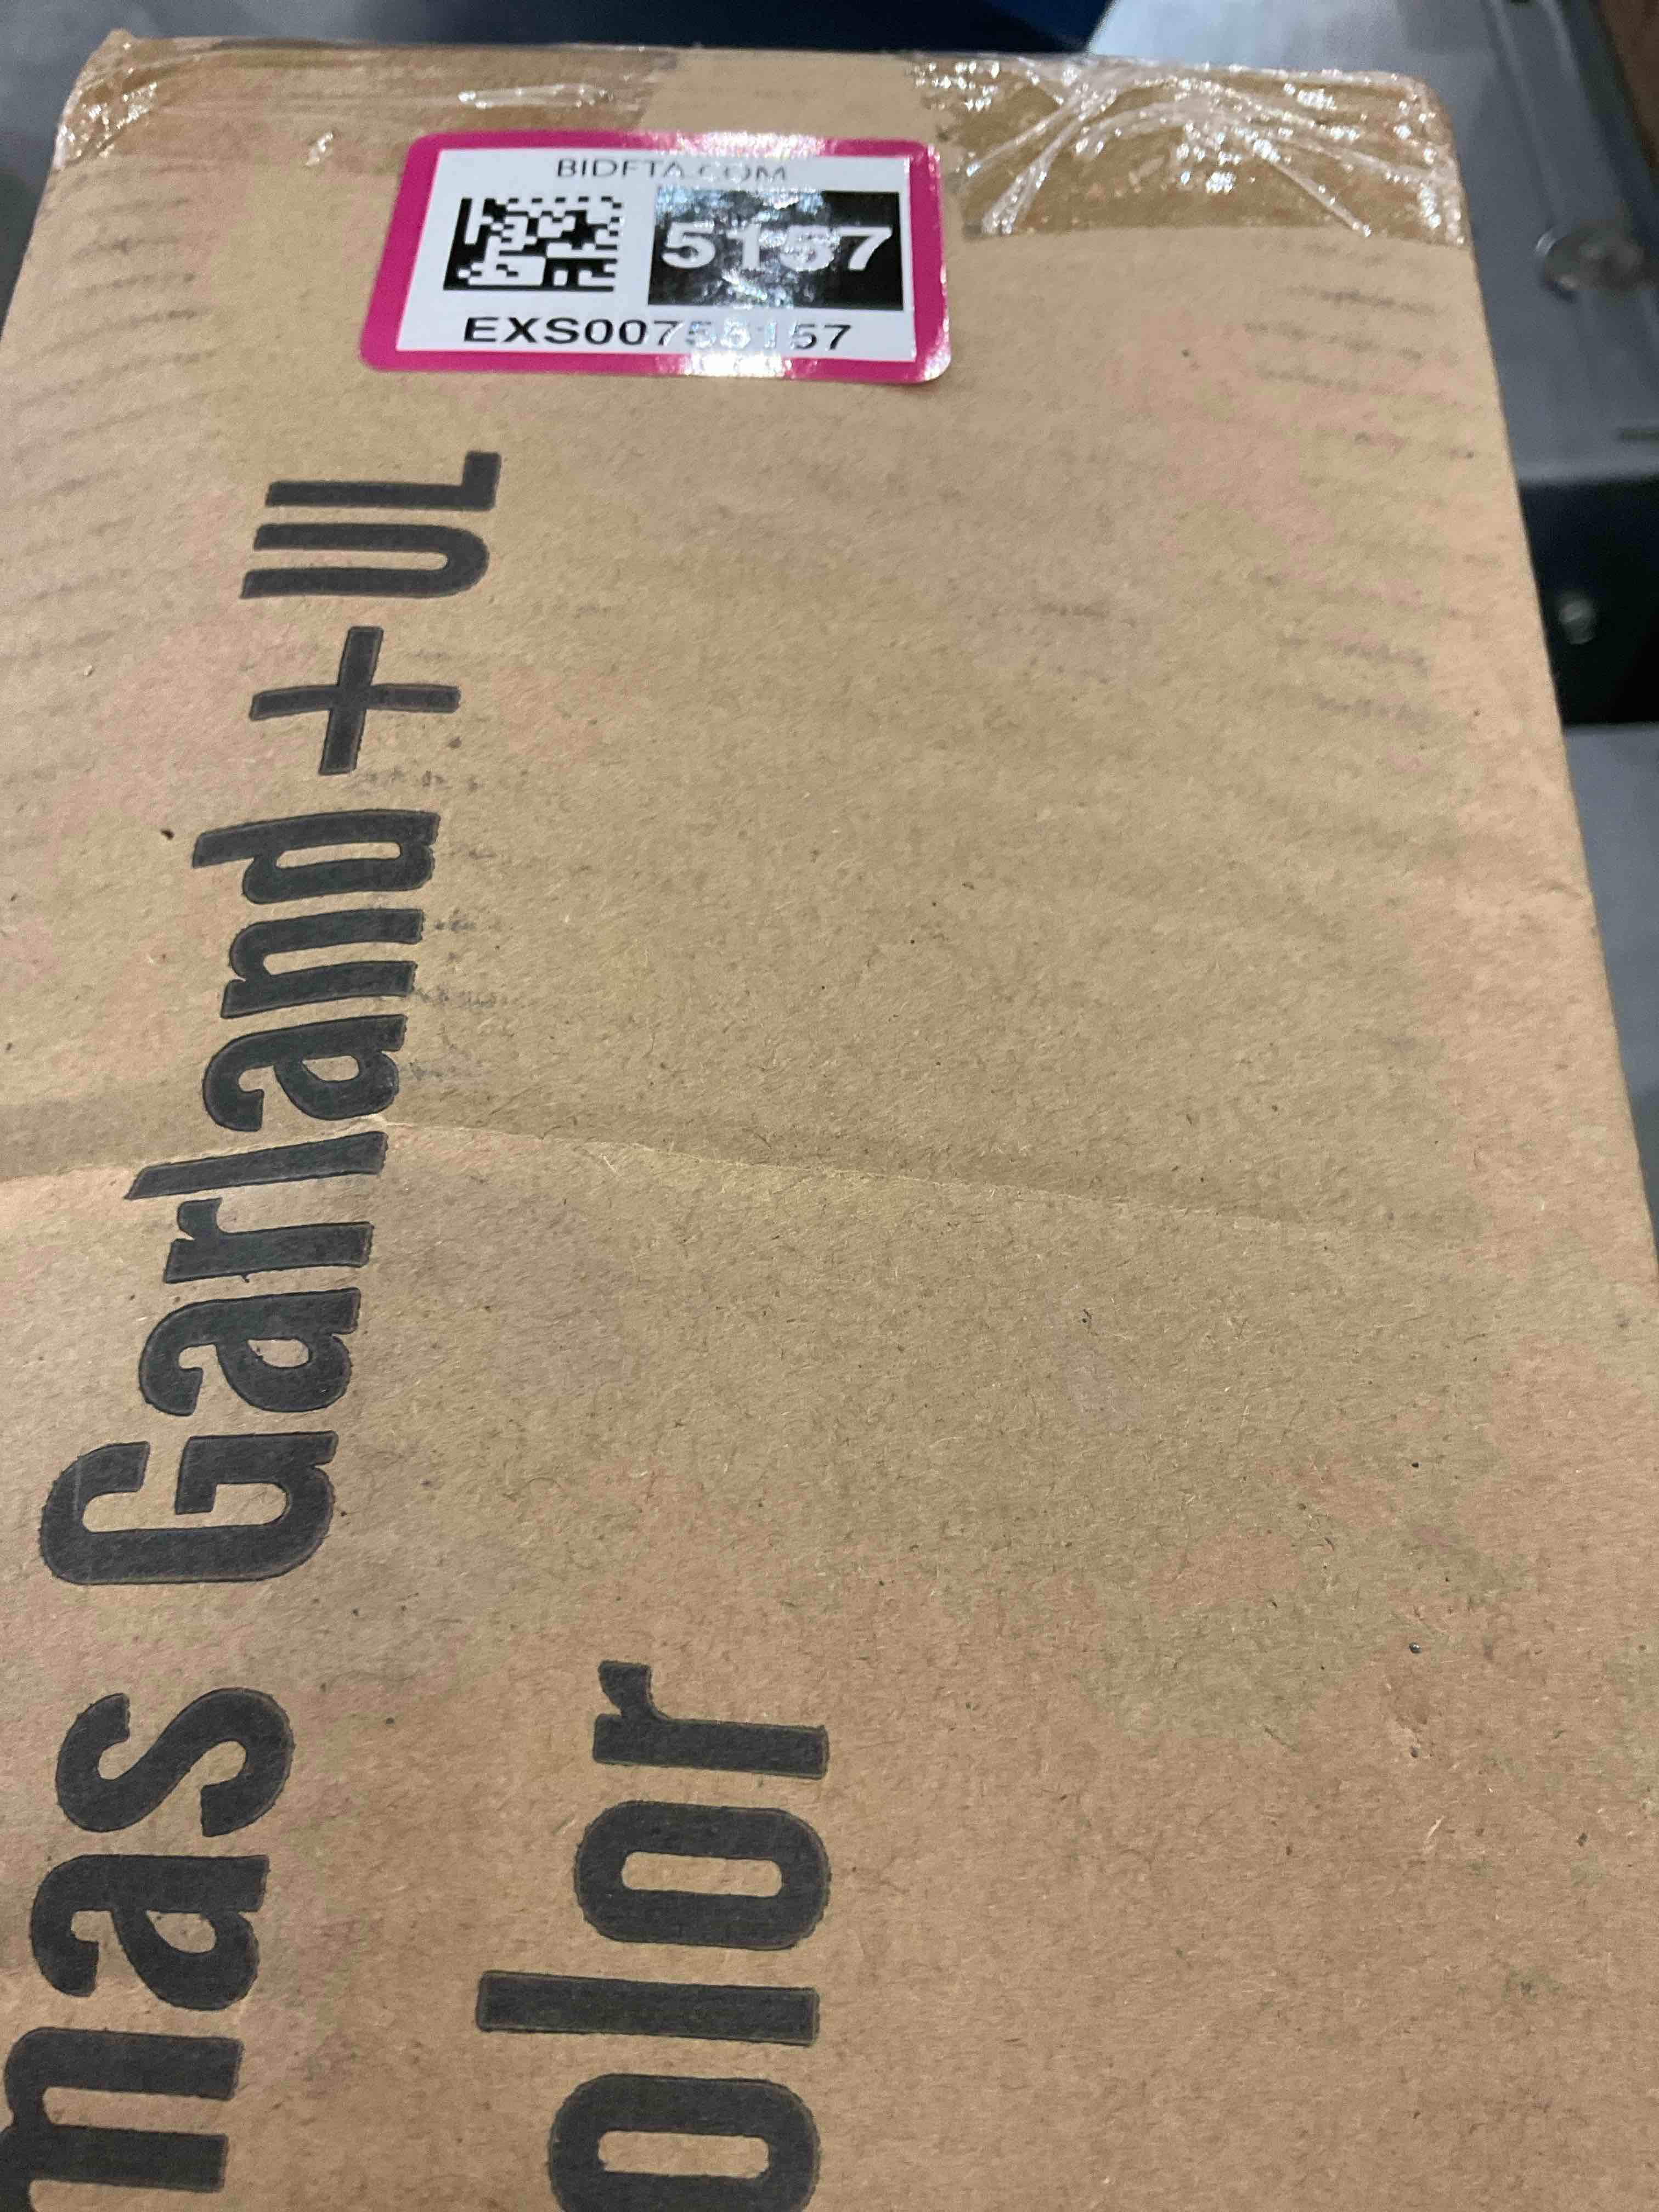 BIDFTA.COM
5157
EXS00755157
mas Garland + UL
olor